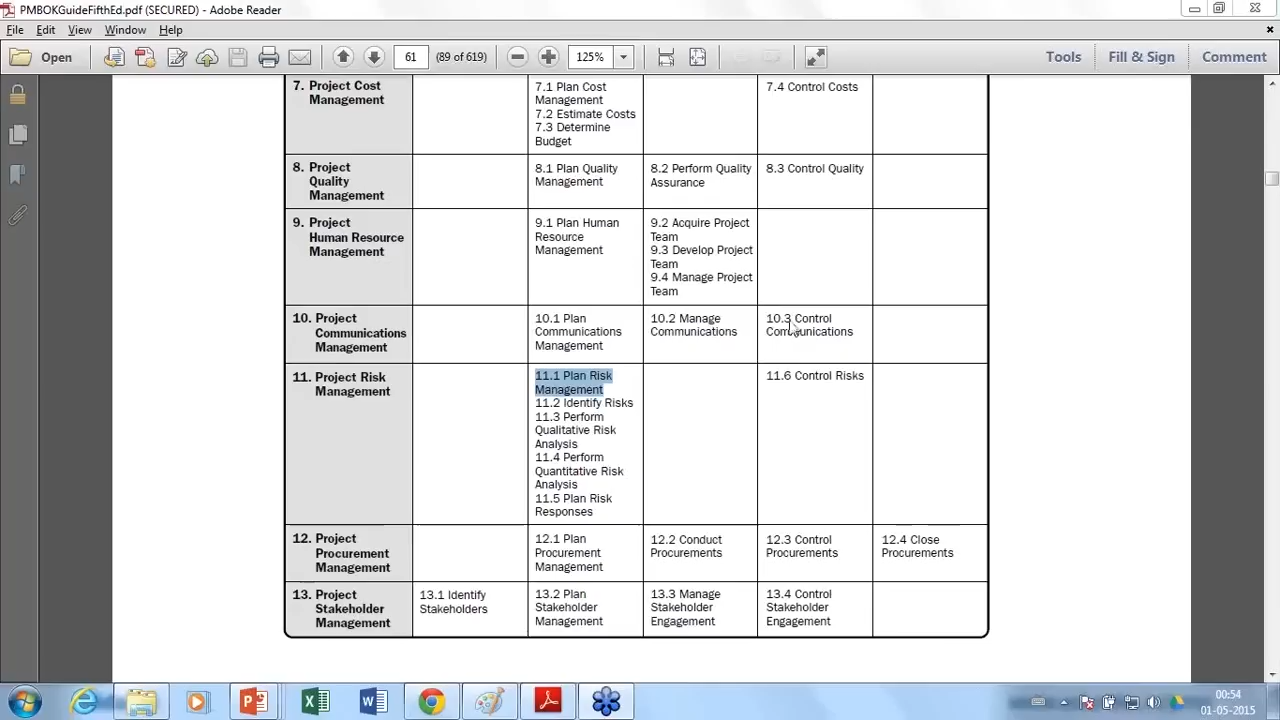 PMBOKGuideFifthEd.pdf (SECURED) - Adobe Reader
File Edit View Window Help
Open
61
(89 of 619)
125%
Tools
Fill & Sign
Comment
7. Project Cost
Management
7.1 Plan Cost
Management
7.2 Estimate Costs
7.3 Determine
Budget
7.4 Control Costs
8. Project
Quality
Management
8.1 Plan Quality
Management
8.2 Perform Quality
Assurance
8.3 Control Quality
9. Project
Human Resource
Management
9.1 Plan Human
Resource
Management
9.2 Acquire Project
Team
9.3 Develop Project
Team
9.4 Manage Project
Team
10. Project
Communications
Management
10.1 Plan
Communications
Management
10.2 Manage
Communications
10.3 Control
Communications
11. Project Risk
Management
11.1 Plan Risk
Management
11.2 Identify Risks
11.3 Perform
Qualitative Risk
Analysis
11.4 Perform
Quantitative Risk
Analysis
11.5 Plan Risk
Responses
11.6 Control Risks
12. Project
Procurement
Management
12.1 Plan
Procurement
Management
12.2 Conduct
Procurements
12.3 Control
Procurements
12.4 Close
Procurements
13. Project
Stakeholder
Management
13.1 Identify
Stakeholders
13.2 Plan
Stakeholder
Management
13.3 Manage
Stakeholder
Engagement
13.4 Control
Stakeholder
Engagement
00:54
01-05-2015